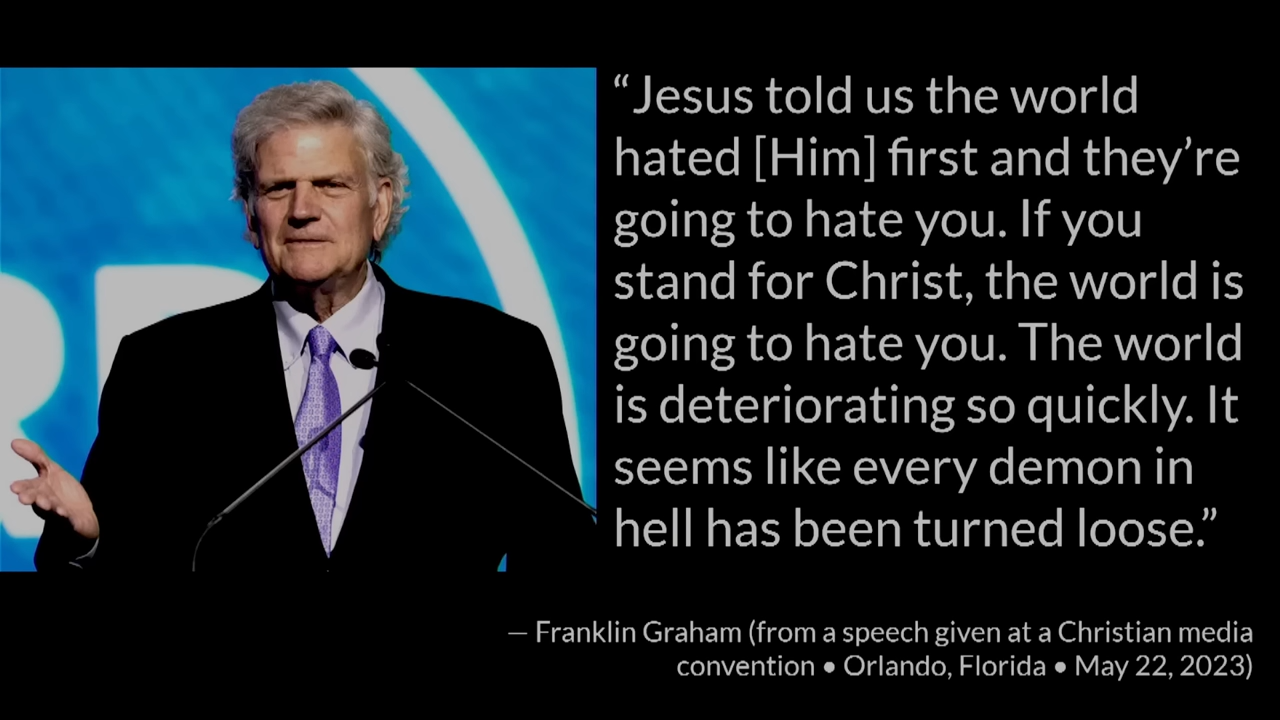 “Jesus told us the world
hated [Him] first and they’re
going to hate you. If you
stand for Christ, the world is
going to hate you. The world
is deteriorating so quickly. It
seems like every demon in
hell has been turned loose.”
— Franklin Graham (from a speech given at a Christian media
convention • Orlando, Florida • May 22, 2023)